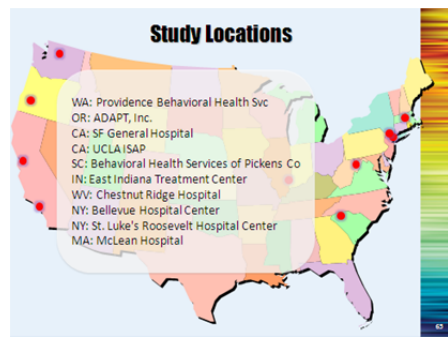 Study Locations
WA: Providence Behavioral Health Svc
OR: ADAPT, Inc.
CA: SF General Hospital
CA: UCLA ISAP
SC: Behavioral Health Services of Pickens Co
IN: East Indiana Treatment Center
WV: Chestnut Ridge Hospital
NY: Bellevue Hospital Center
NY: St. Luke's Roosevelt Hospital Center
MA: McLean Hospital